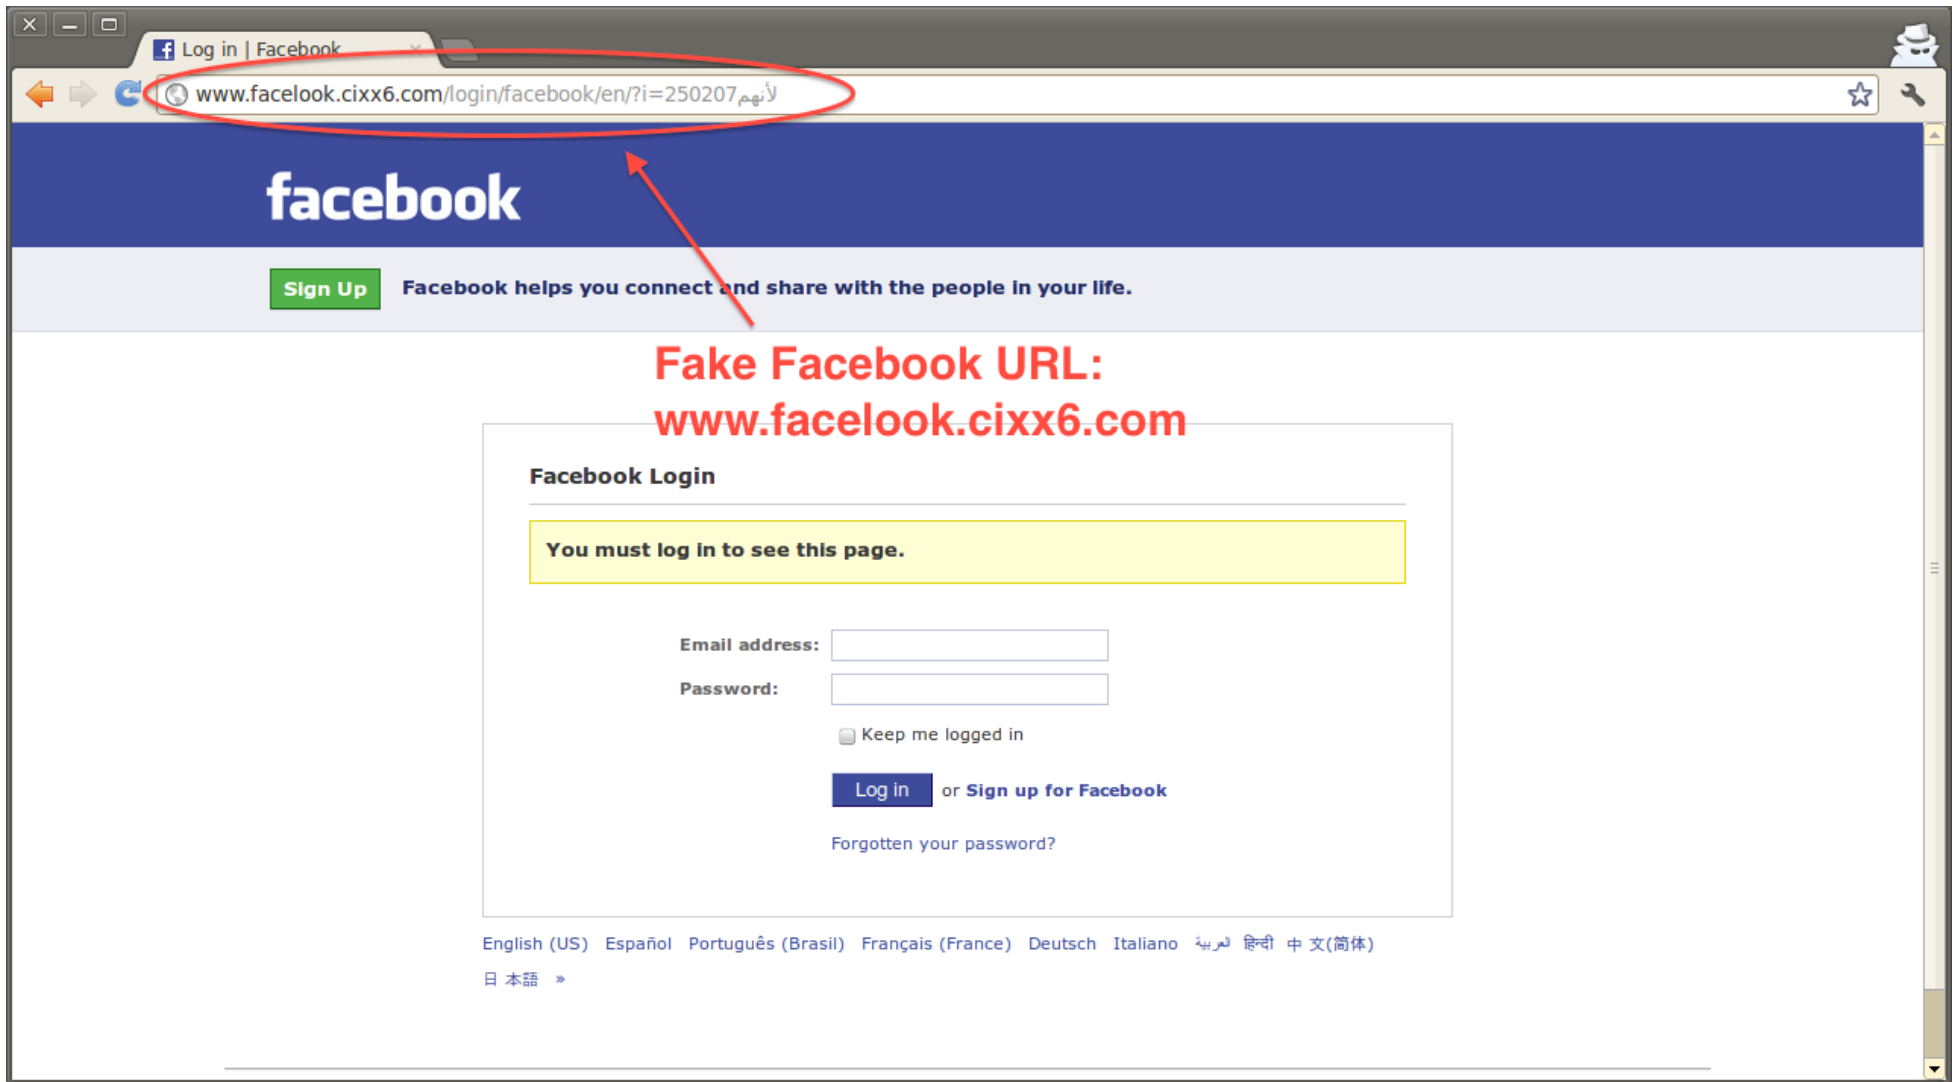 Log in | Facebook
www.facelook.cixx6.com/login/facebook/en/?i=250207لأنهم
facebook
Sign Up Facebook helps you connect and share with the people in your life.
Fake Facebook URL:
www.facelook.cixx6.com
Facebook Login
You must log in to see this page.
Email address:
Password:
Keep me logged in
Log in or Sign up for Facebook
Forgotten your password?
English (US) Español Português (Brasil) Français (France) Deutsch Italiano العربية हिन्दी 中文(简体)
日本語 »